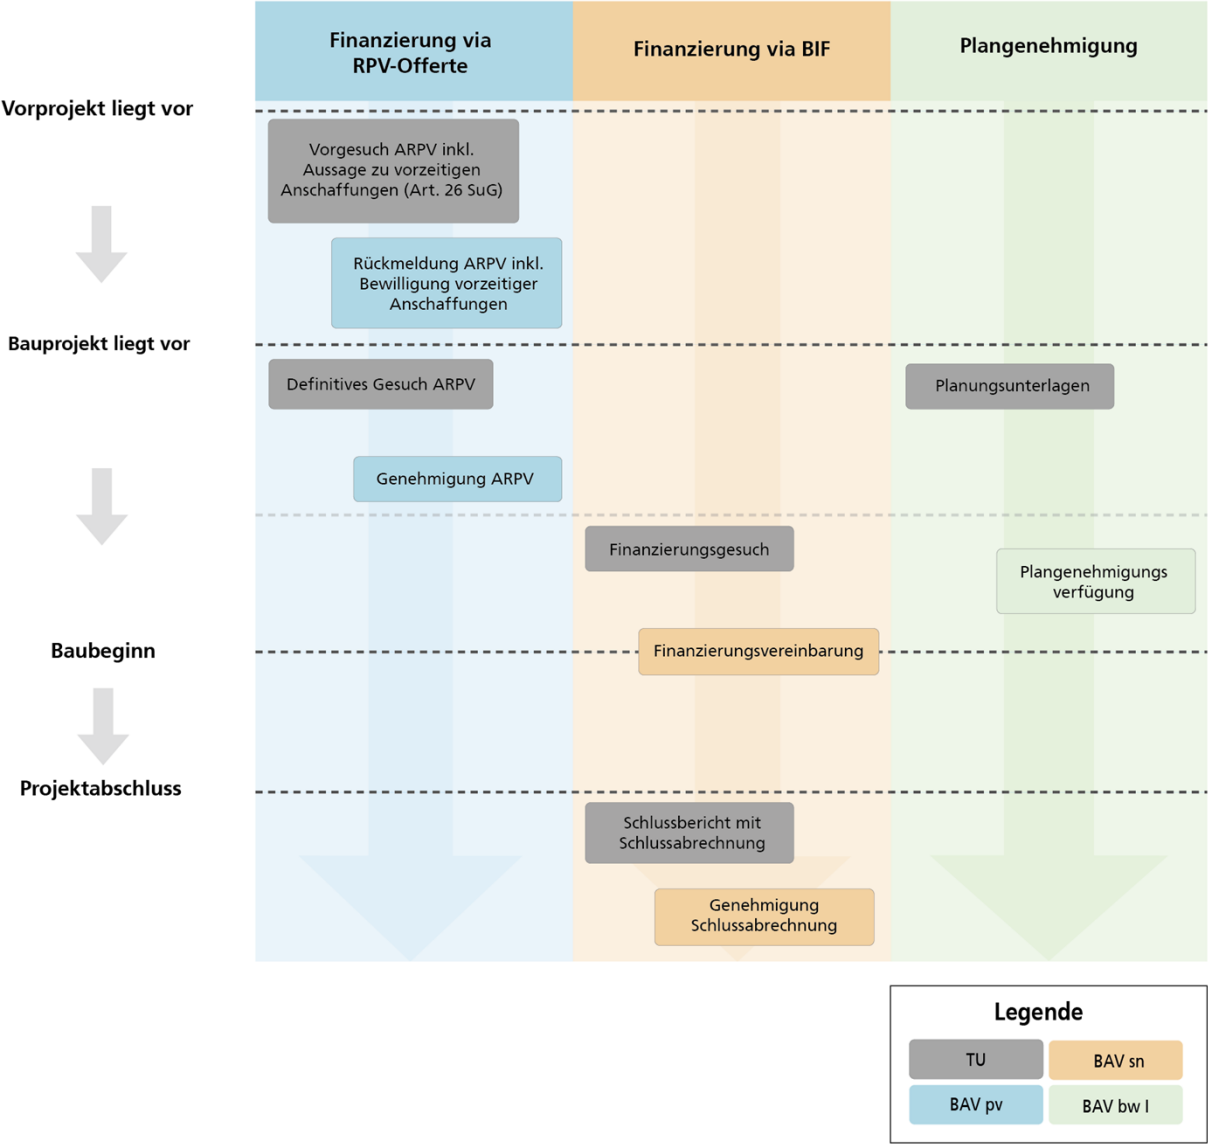 Finanzierung via
RPV-Offerte
Finanzierung via BIF
Plangenehmigung
Vorprojekt liegt vor
Vorgesuch ARPV inkl.
Aussage zu vorzeitigen
Anschaffungen (Art. 26 SuG)
Rückmeldung ARPV inkl.
Bewilligung vorzeitiger
Anschaffungen
Bauprojekt liegt vor
Definitives Gesuch ARPV
Planungsunterlagen
Genehmigung ARPV
Finanzierungsgesuch
Plangenehmigungs
verfügung
Baubeginn
Finanzierungsvereinbarung
Projektabschluss
Schlussbericht mit
Schlussabrechnung
Genehmigung
Schlussabrechnung
Legende
TU
BAV sn
BAV pv
BAV bw I